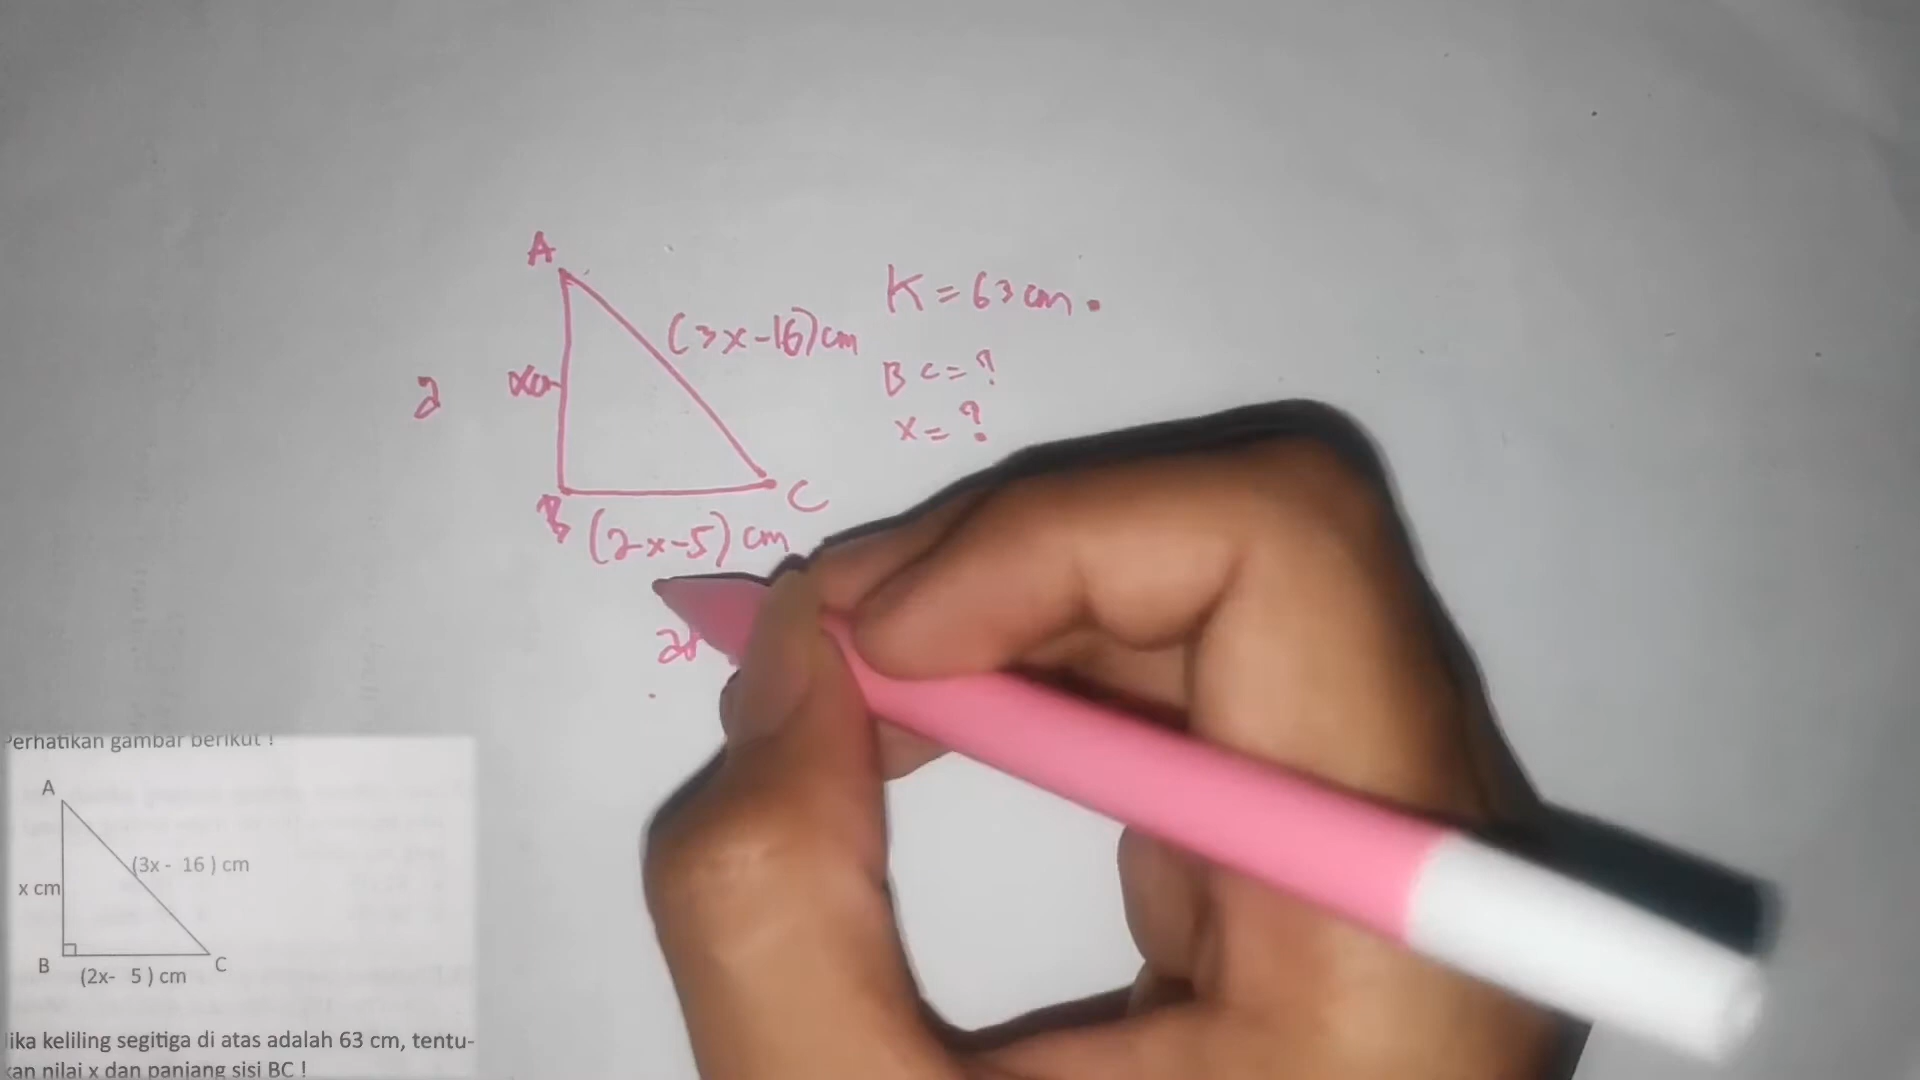 A
(3x-16)cm
K = 63 cm.
x cm
BC = ?
x = ?
2
B
C
(2x-5) cm
Perhatikan gambar berikut !
A
(3x - 16 ) cm
x cm
B
C
(2x- 5 ) cm
Jika keliling segitiga di atas adalah 63 cm, tentu-
kan nilai x dan panjang sisi BC !